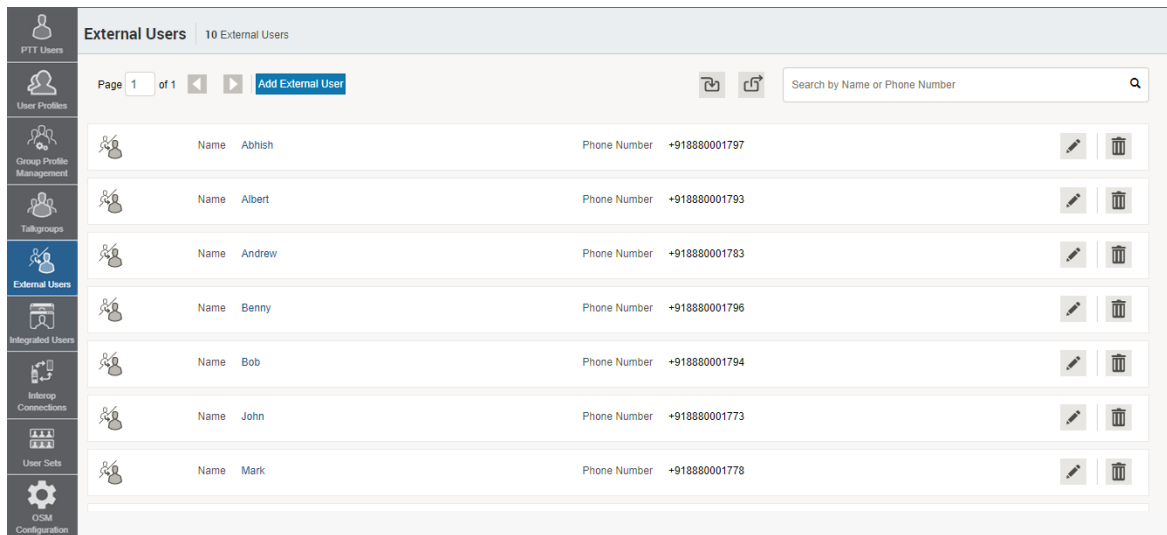 PTT Users
User Profiles
Group Profile
Management
Talkgroups
External Users
Integrated Users
Interop
Connections
User Sets
OSM
Configuration
External Users 10 External Users
Page 1 of 1 Add External User Search by Name or Phone Number
Name Abhish Phone Number +918880001797
Name Albert Phone Number +918880001793
Name Andrew Phone Number +918880001783
Name Benny Phone Number +918880001796
Name Bob Phone Number +918880001794
Name John Phone Number +918880001773
Name Mark Phone Number +918880001778